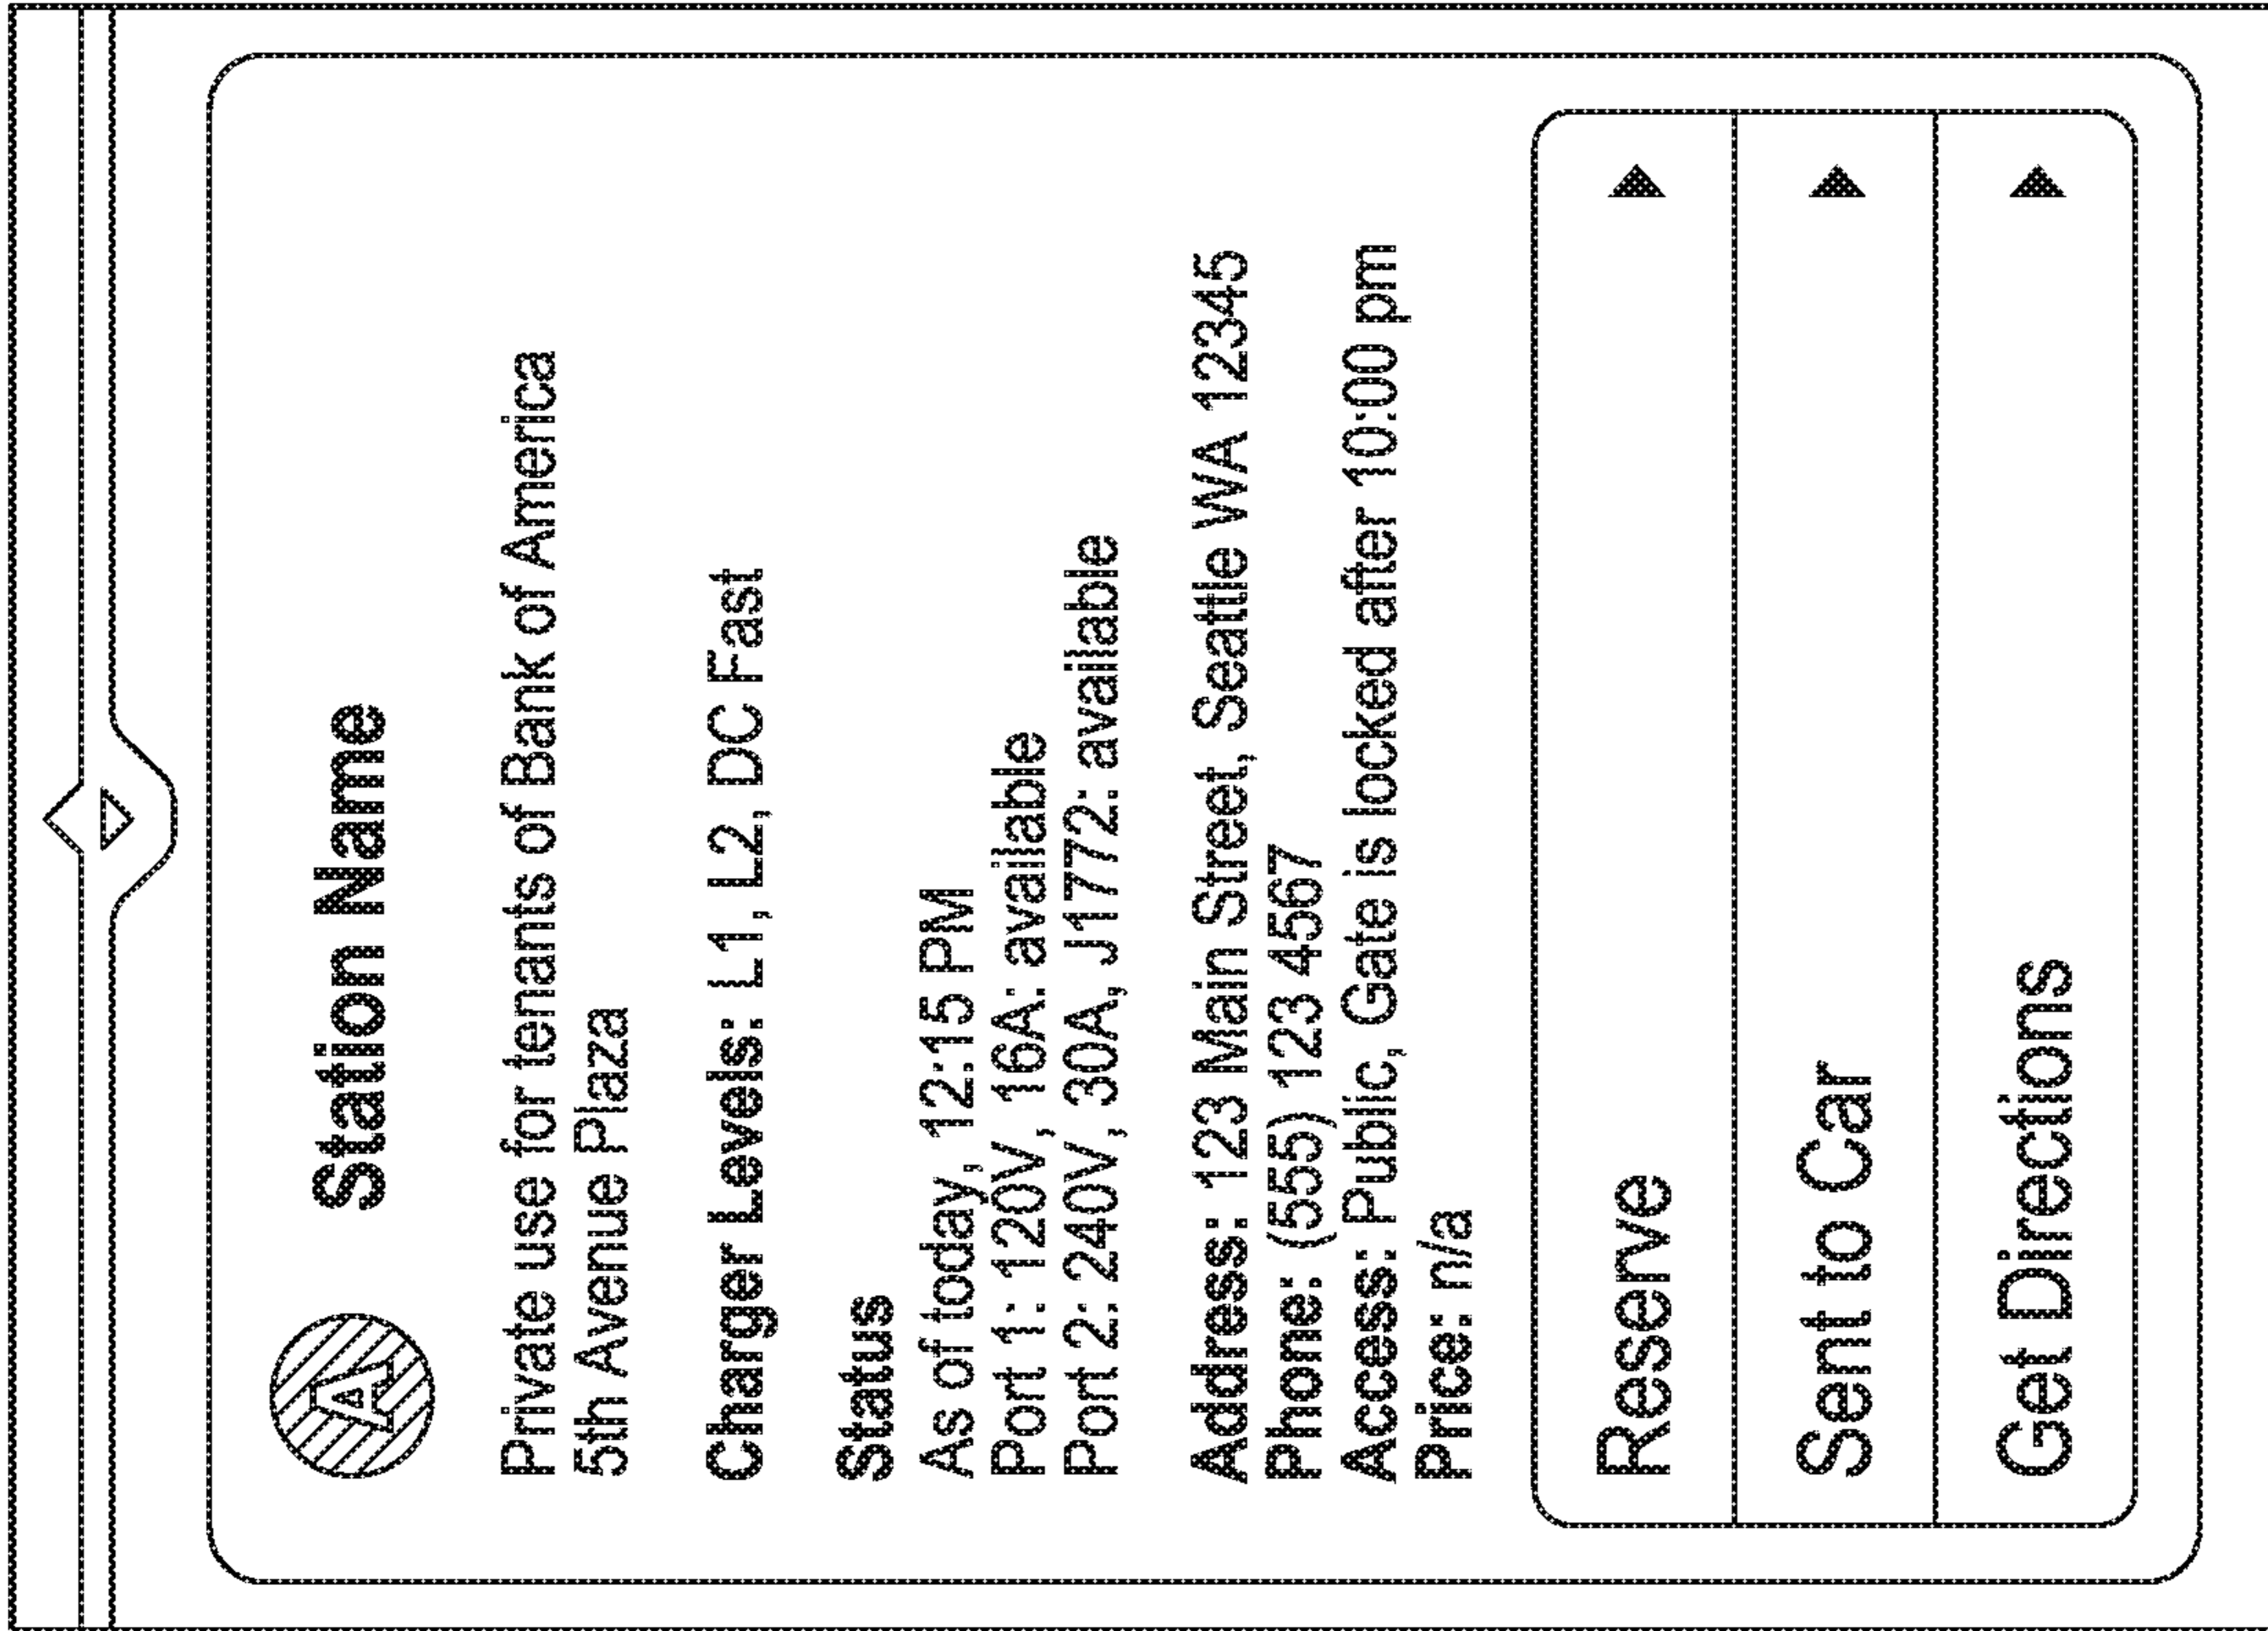 A Station Name
Private use for tenants of Bank of America
5th Avenue Plaza
Charger Levels: L1, L2, DC Fast
Status
As of today, 12:15 PM
Port 1: 120V, 16A: available
Port 2: 240V, 30A, J1772: available
Address: 123 Main Street, Seattle WA 12345
Phone: (555) 123 4567
Access: Public, Gate is locked after 10:00 pm
Price: n/a
Reserve
Sent to Car
Get Directions